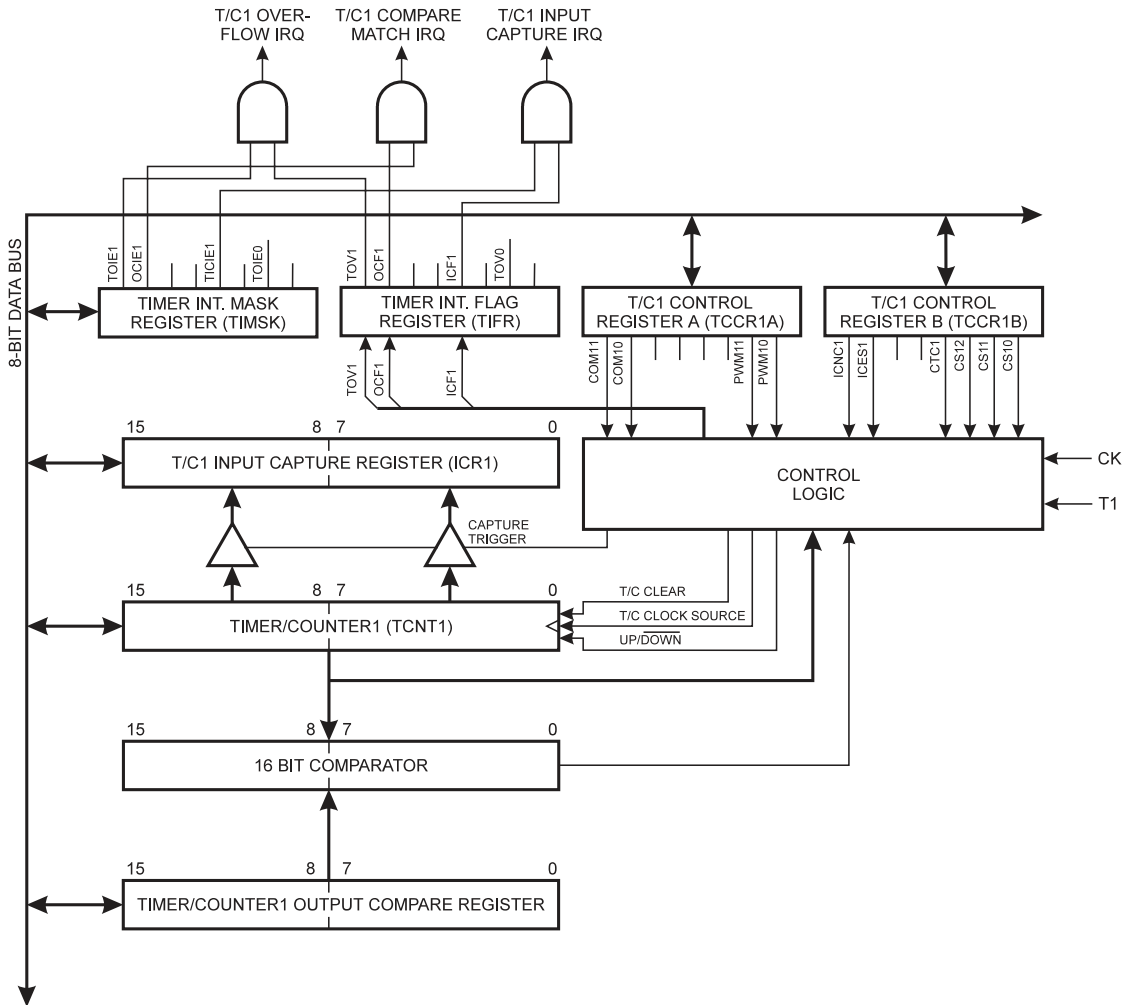 T/C1 OVER-
FLOW IRQ
T/C1 COMPARE
MATCH IRQ
T/C1 INPUT
CAPTURE IRQ
8-BIT DATA BUS
TOIE1
OCIE1
TICIE1
TOIE0
TOV1
OCF1
ICF1
TOV0
TIMER INT. MASK
REGISTER (TIMSK)
TIMER INT. FLAG
REGISTER (TIFR)
T/C1 CONTROL
REGISTER A (TCCR1A)
T/C1 CONTROL
REGISTER B (TCCR1B)
TOV1
OCF1
ICF1
COM11
COM10
PWM11
PWM10
ICNC1
ICES1
CTC1
CS12
CS11
CS10
15 8 7 0
T/C1 INPUT CAPTURE REGISTER (ICR1)
CONTROL
LOGIC
CK
T1
CAPTURE
TRIGGER
15 8 7 0
TIMER/COUNTER1 (TCNT1)
T/C CLEAR
T/C CLOCK SOURCE
UP/DOWN
15 8 7 0
16 BIT COMPARATOR
15 8 7 0
TIMER/COUNTER1 OUTPUT COMPARE REGISTER